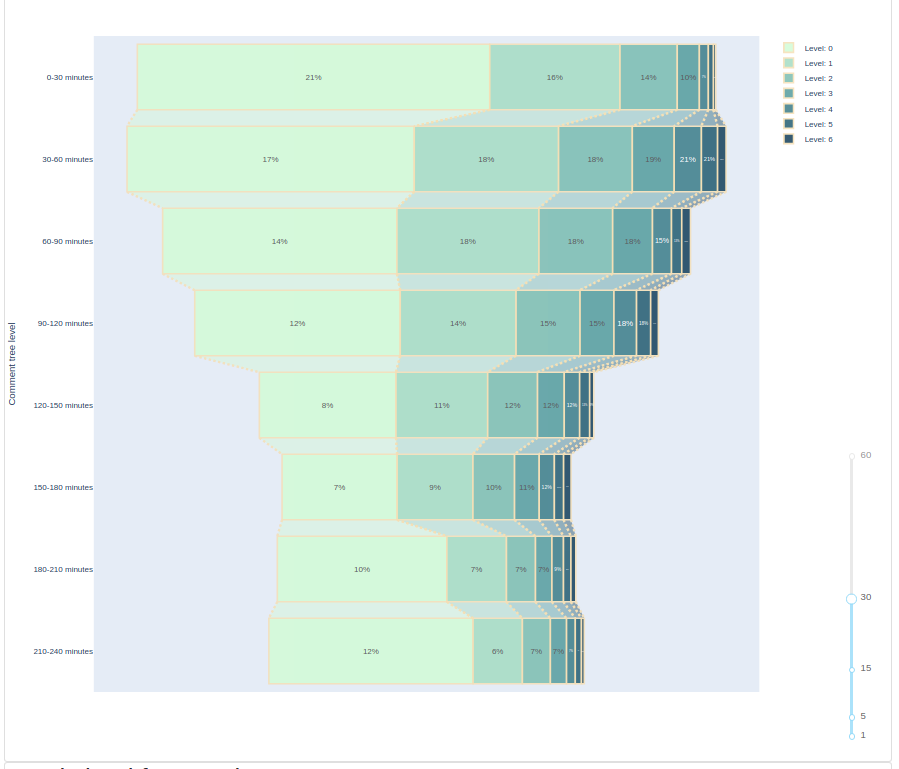 0-30 minutes 21% 16% 14% 10%
30-60 minutes 17% 18% 18% 19% 21% 21%
60-90 minutes 14% 18% 18% 18% 15%
90-120 minutes 12% 14% 15% 15% 18% 18%
120-150 minutes 8% 11% 12% 12% 12%
150-180 minutes 7% 9% 10% 11% 13%
180-210 minutes 10% 7% 7% 7%
210-240 minutes 12% 6% 7% 7%
Comment tree level
Level: 0
Level: 1
Level: 2
Level: 3
Level: 4
Level: 5
Level: 6
60
30
15
5
1